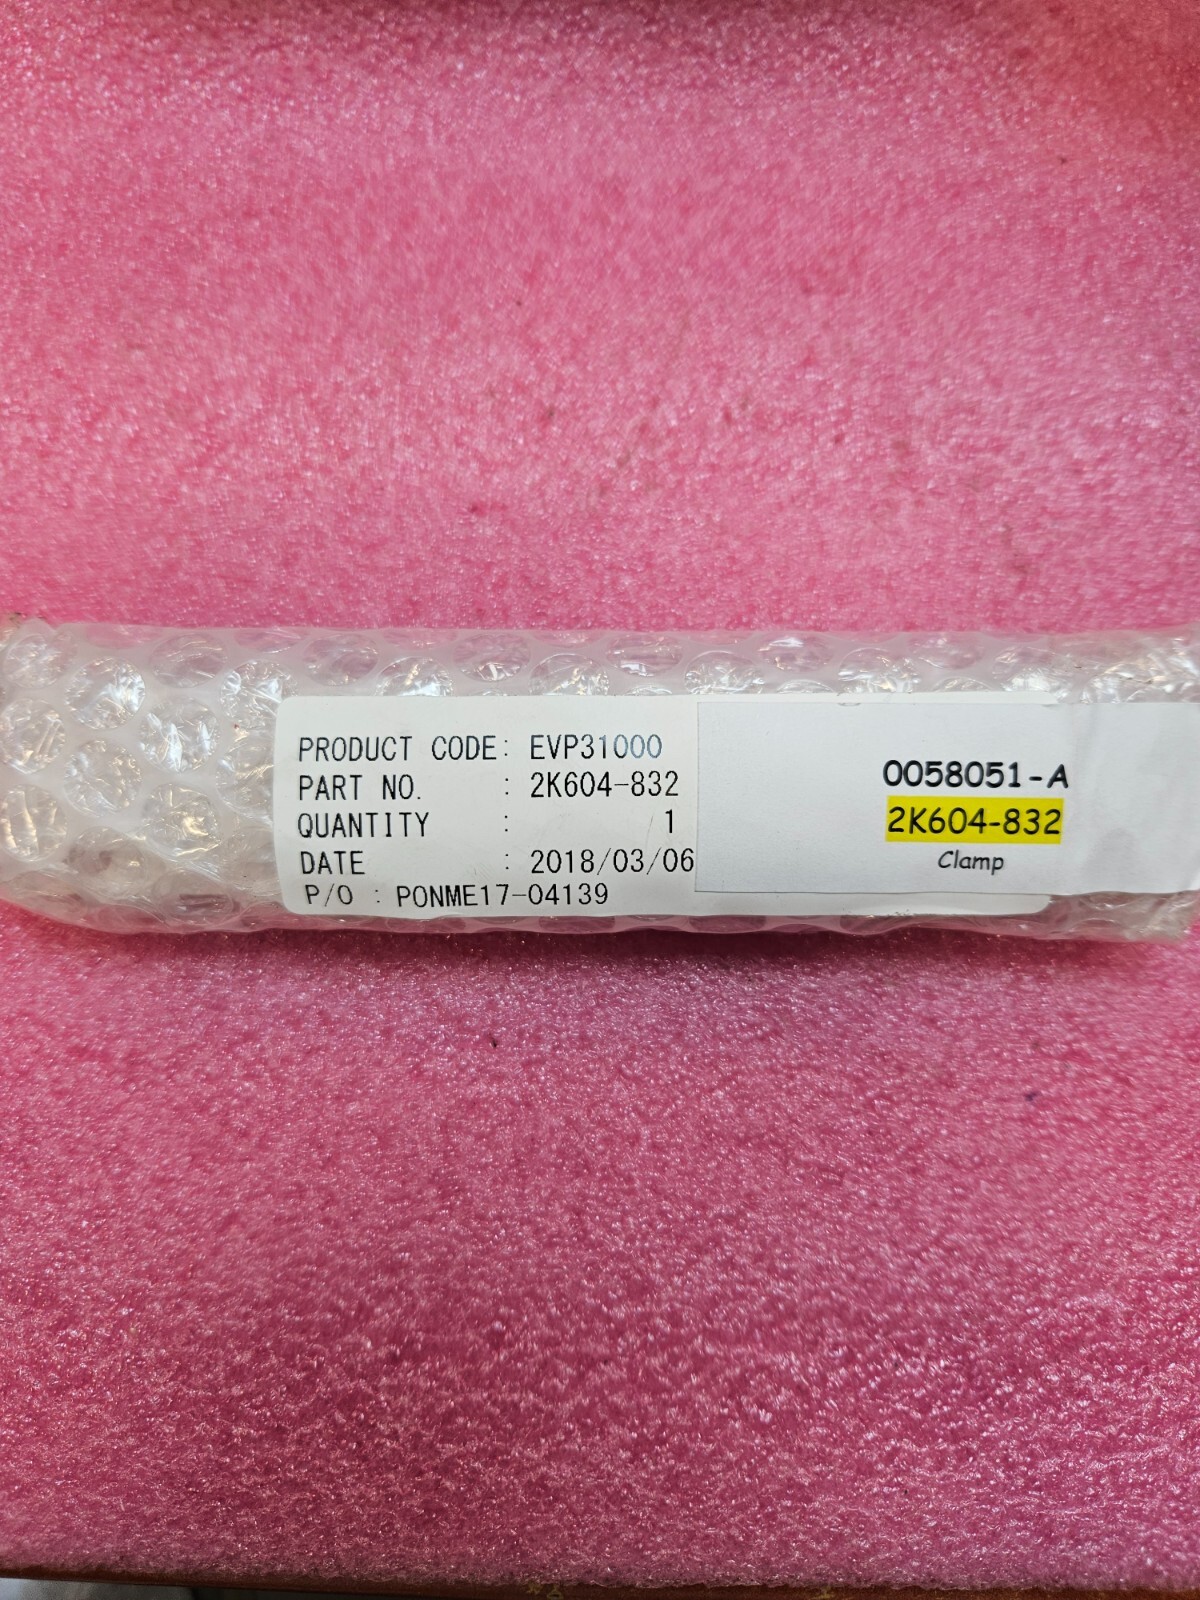 PRODUCT CODE: EVP31000
PART NO. : 2K604-832
QUANTITY : 1
DATE : 2018/03/06
P/O : PONME17-04139
0058051-A
2K604-832
Clamp